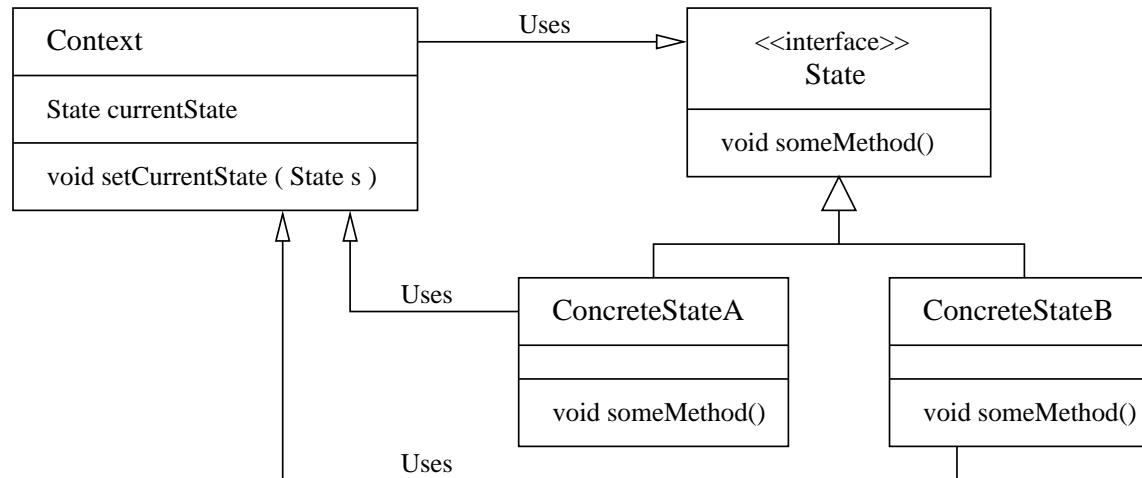 Context
State currentState
void setCurrentState ( State s )
Uses
<<interface>>
State
void someMethod()
Uses
ConcreteStateA
void someMethod()
ConcreteStateB
void someMethod()
Uses